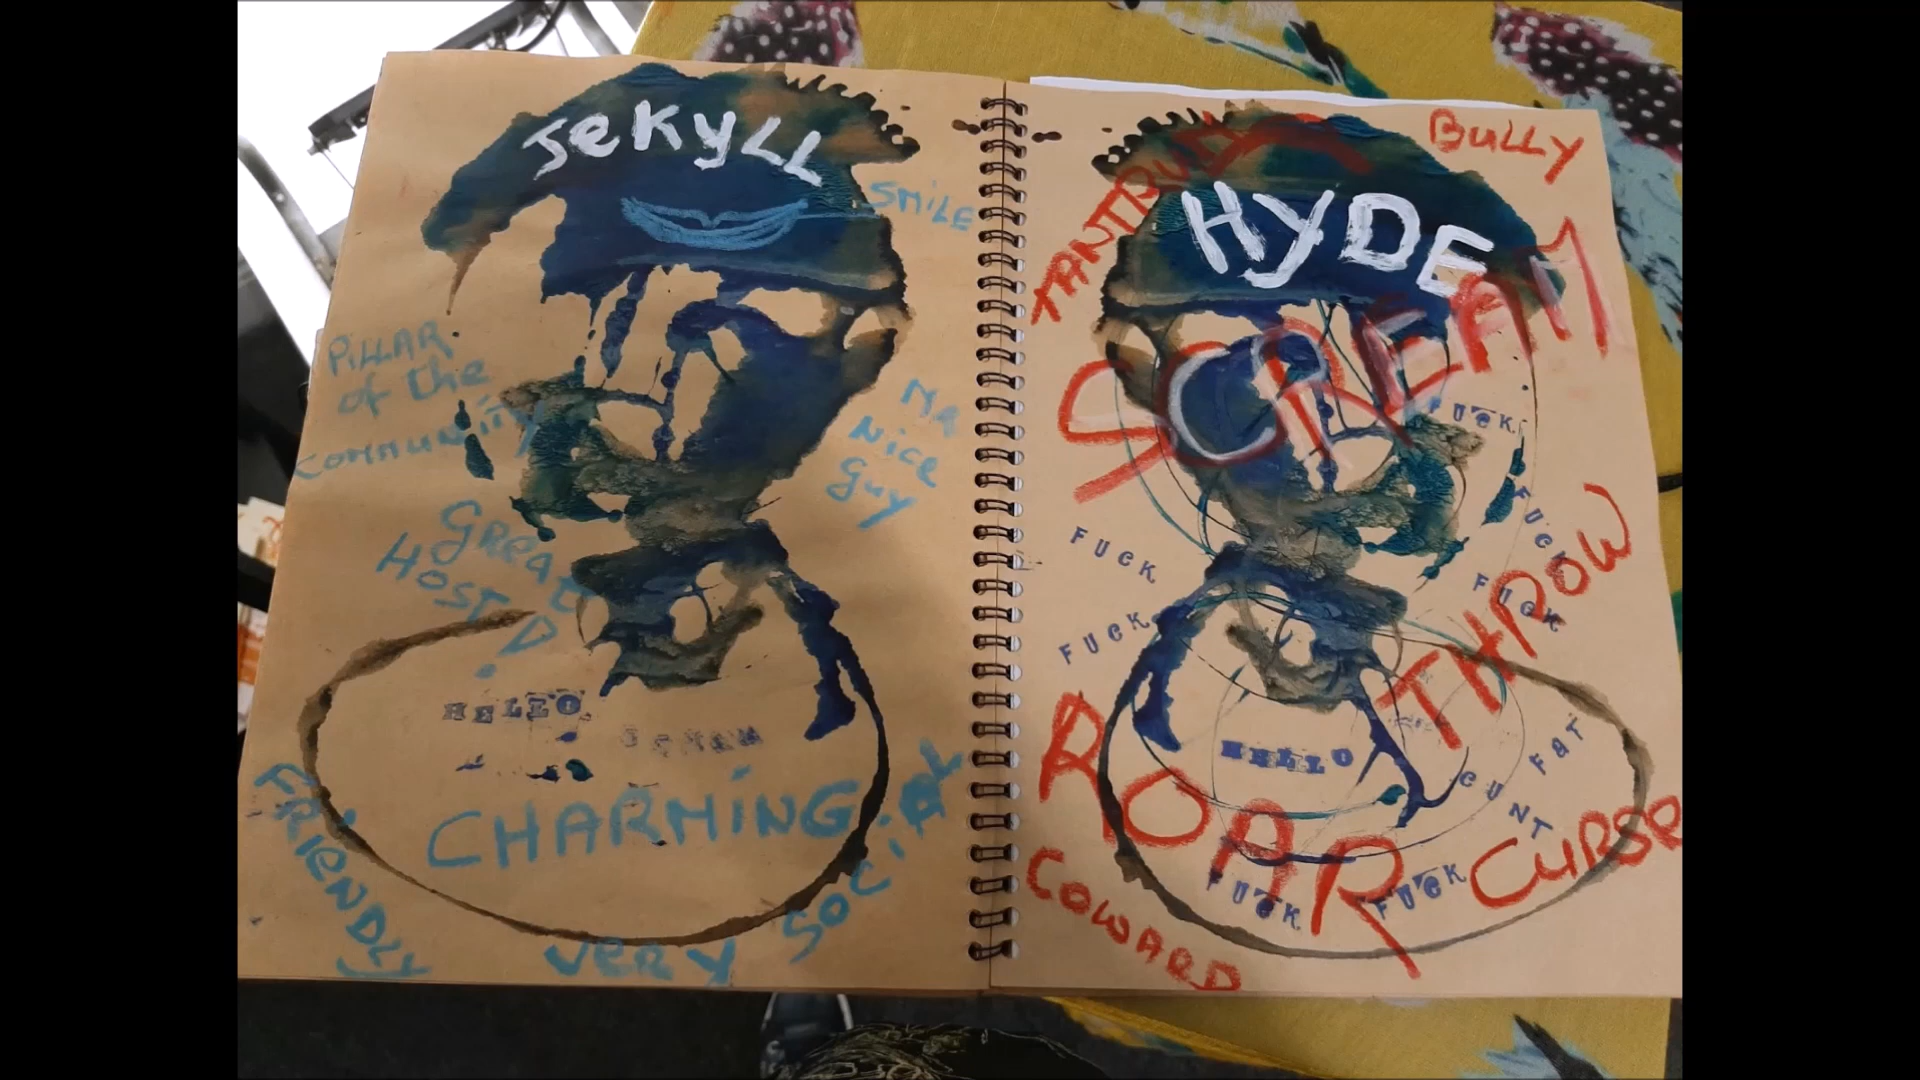 Jekyll
SMiLE
PiLLAR
of the
community
MR
Nice
Guy
GReat
HOST!
HELLO
CHARMiNG
FRiENDLY
VeRY SOCiAL
HYDE
BuLLY
TANTRUM
SCREAM
FUcK
FUcK
FUcK
FUcK
FUcK
THROW
HELLO
ROAR
FaT
CUNT
CURSe
FUcK
FUcK
COWARD